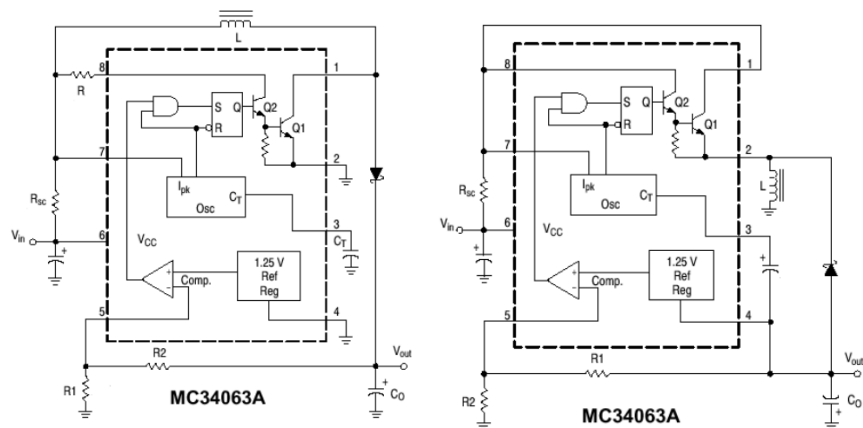 L
8
1
R
S
Q
Q2
Q1
R
7
2
Ipk
CT
Osc
Rsc
3
Vin
6
VCC
CT
1.25 V
Ref
Reg
+
Comp.
−
5
4
R2
Vout
R1
+
CO
MC34063A
+
8
1
S
Q
Q2
Q1
R
7
2
Ipk
CT
Osc
L
Rsc
3
Vin
6
+
VCC
+
1.25 V
Ref
Reg
+
Comp.
−
5
4
R1
Vout
R2
CO
+
MC34063A